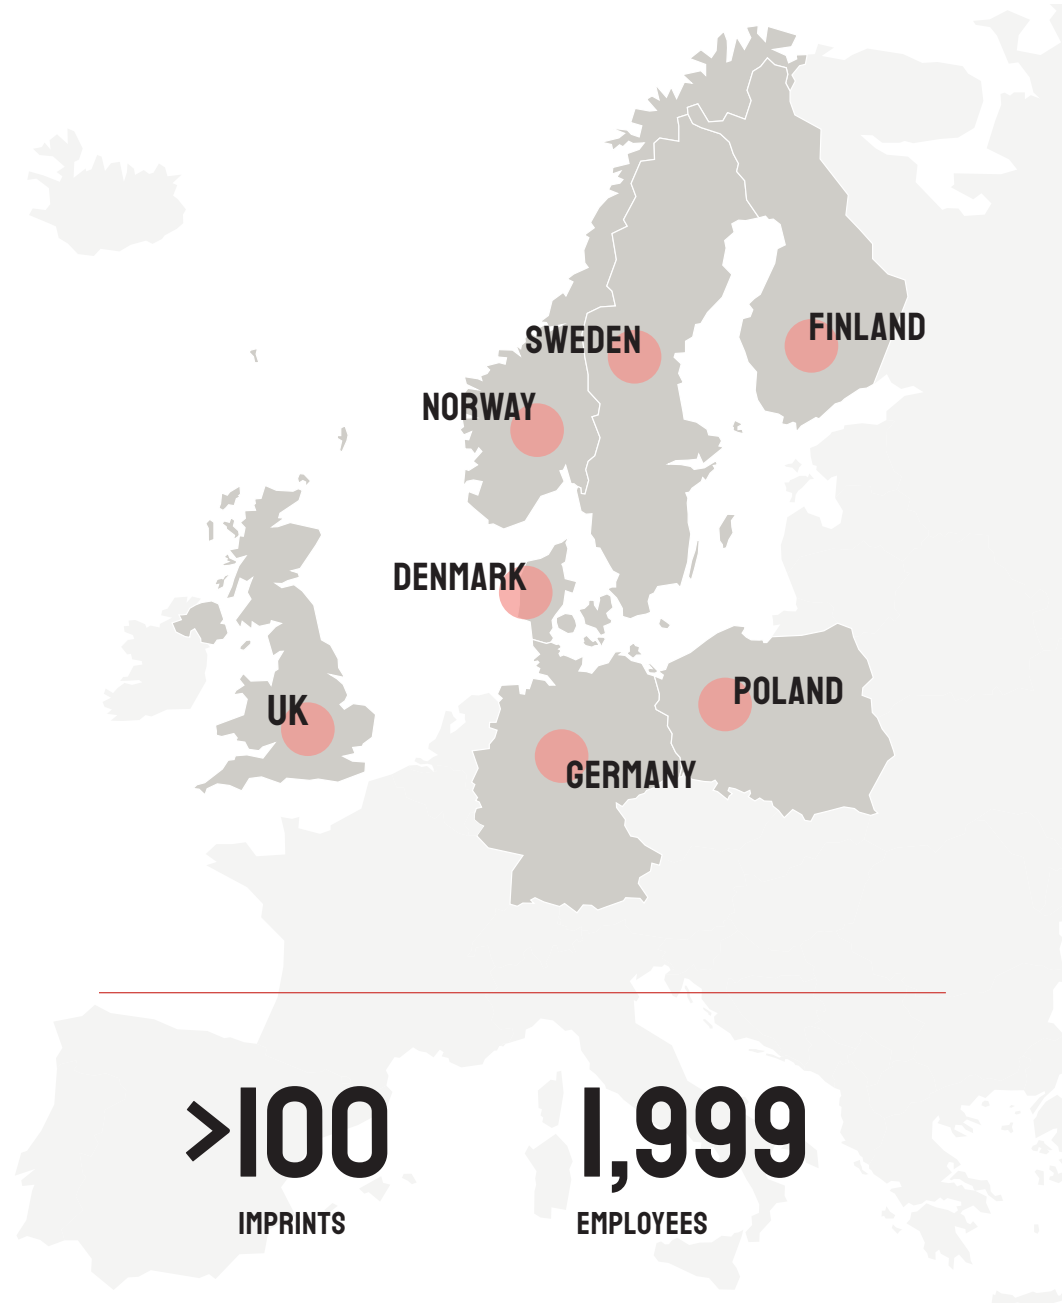 FINLAND
SWEDEN
NORWAY
DENMARK
POLAND
UK
GERMANY
>100
IMPRINTS
1,999
EMPLOYEES